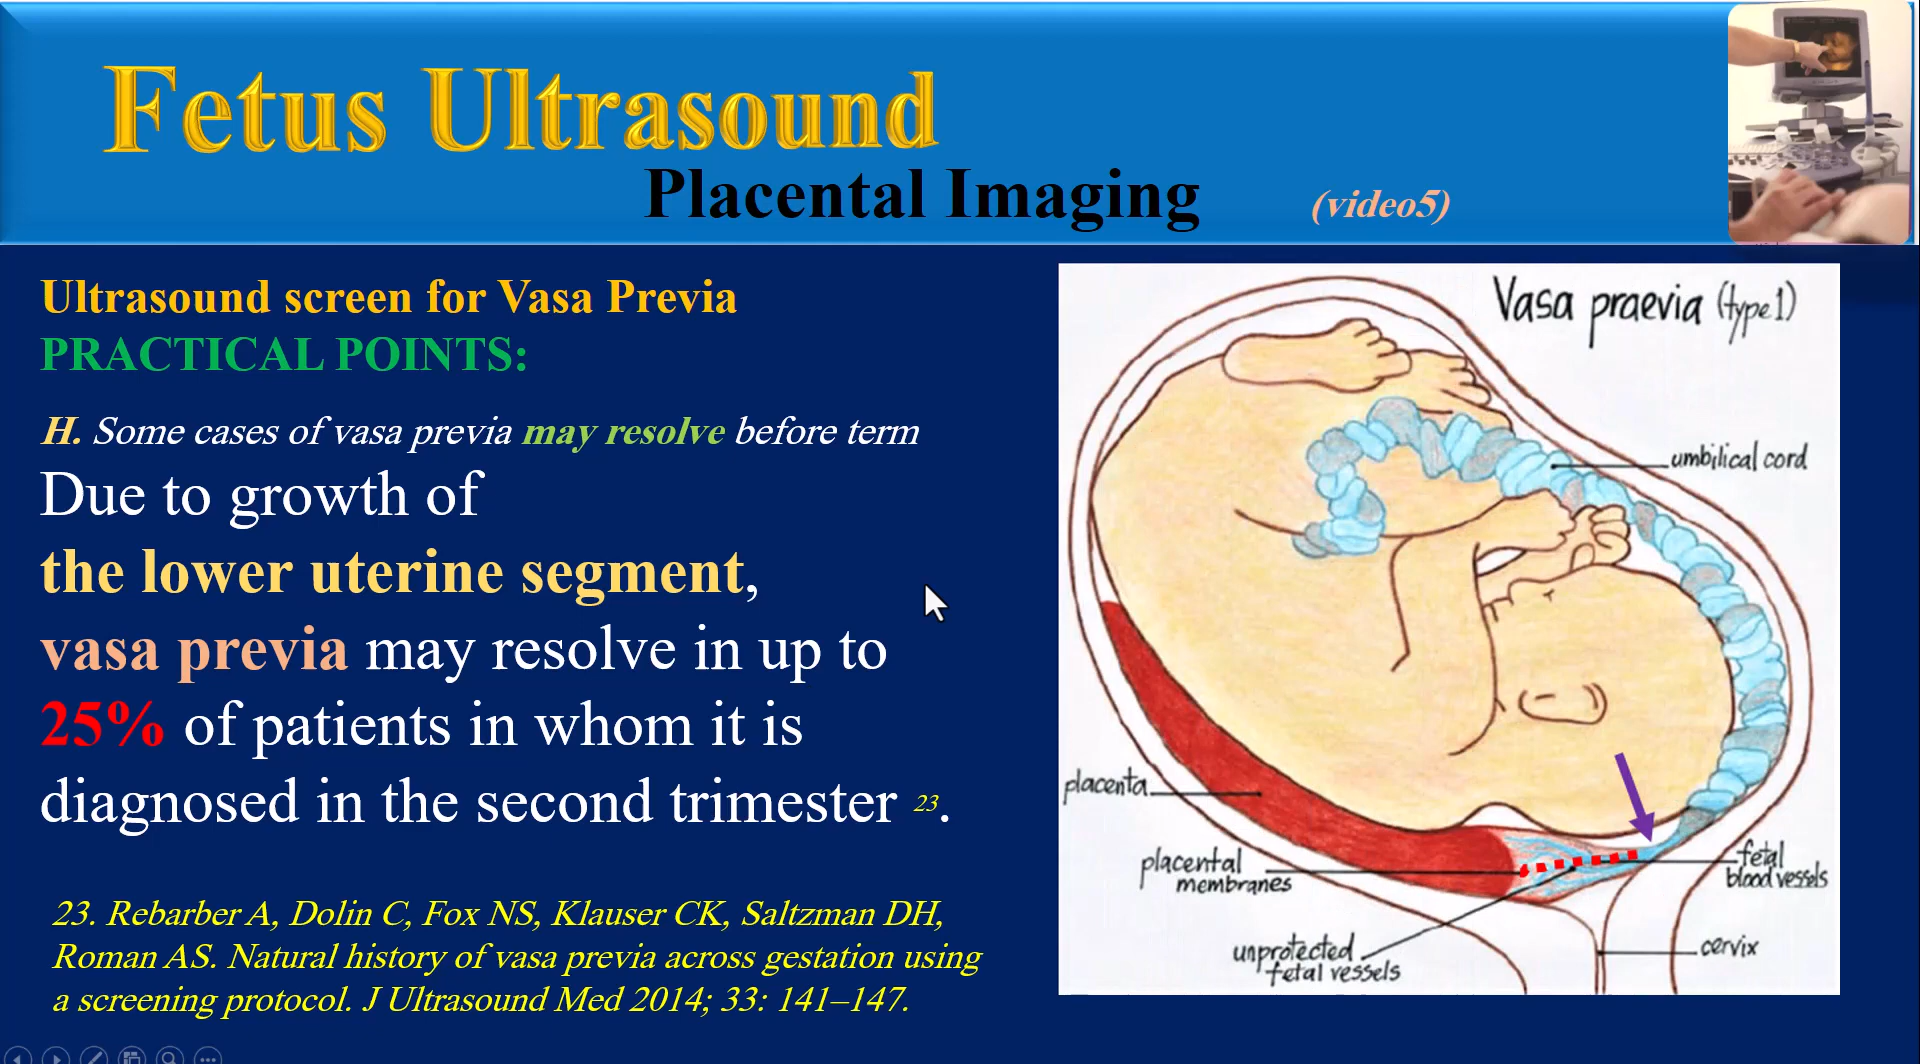 Fetus Ultrasound
Placental Imaging
(video5)
Ultrasound screen for Vasa Previa
PRACTICAL POINTS:
H. Some cases of vasa previa may resolve before term
Due to growth of
the lower uterine segment,
vasa previa may resolve in up to
25% of patients in whom it is
diagnosed in the second trimester 23.
23. Rebarber A, Dolin C, Fox NS, Klauser CK, Saltzman DH,
Roman AS. Natural history of vasa previa across gestation using
a screening protocol. J Ultrasound Med 2014; 33: 141–147.
Vasa praevia (type 1)
umbilical cord
placenta
placental
membranes
fetal
blood vessels
unprotected
fetal vessels
cervix